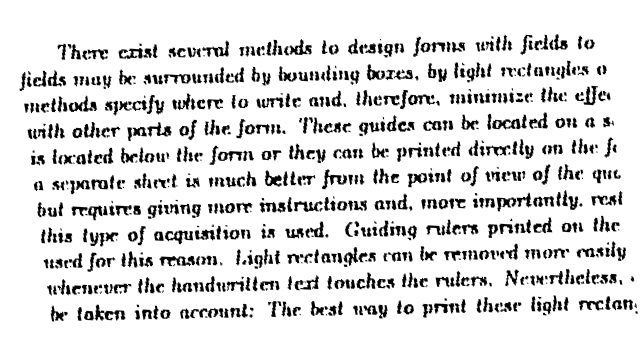 There exist several methods to design forms with fields to
fields may be surrounded by bounding boxes, by light rectangles o
methods specify where to write and, therefore, minimize the effec
with other parts of the form. These guides can be located on a s
is located below the form or they can be printed directly on the fo
a separate sheet is much better from the point of view of the qua
but requires giving more instructions and, more importantly, rest
this type of acquisition is used. Guiding rulers printed on the
used for this reason. Light rectangles can be removed more easily
whenever the handwritten text touches the rulers. Nevertheless,
be taken into account: The best way to print these light rectang